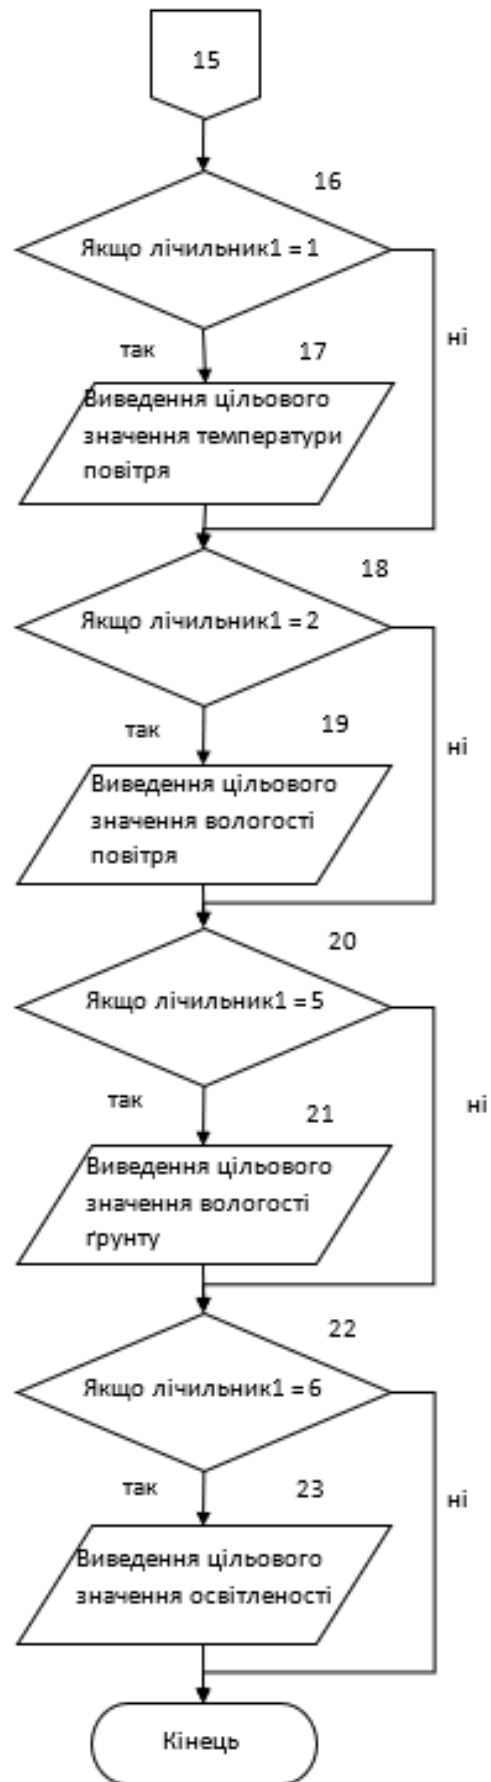 15
16
Якщо лічильник1 = 1
ні
так
17
Виведення цільового
значення температури
повітря
18
Якщо лічильник1 = 2
так
19
ні
Виведення цільового
значення вологості
повітря
20
Якщо лічильник1 = 5
так
ні
21
Виведення цільового
значення вологості
ґрунту
22
Якщо лічильник1 = 6
так
23
ні
Виведення цільового
значення освітленості
Кінець